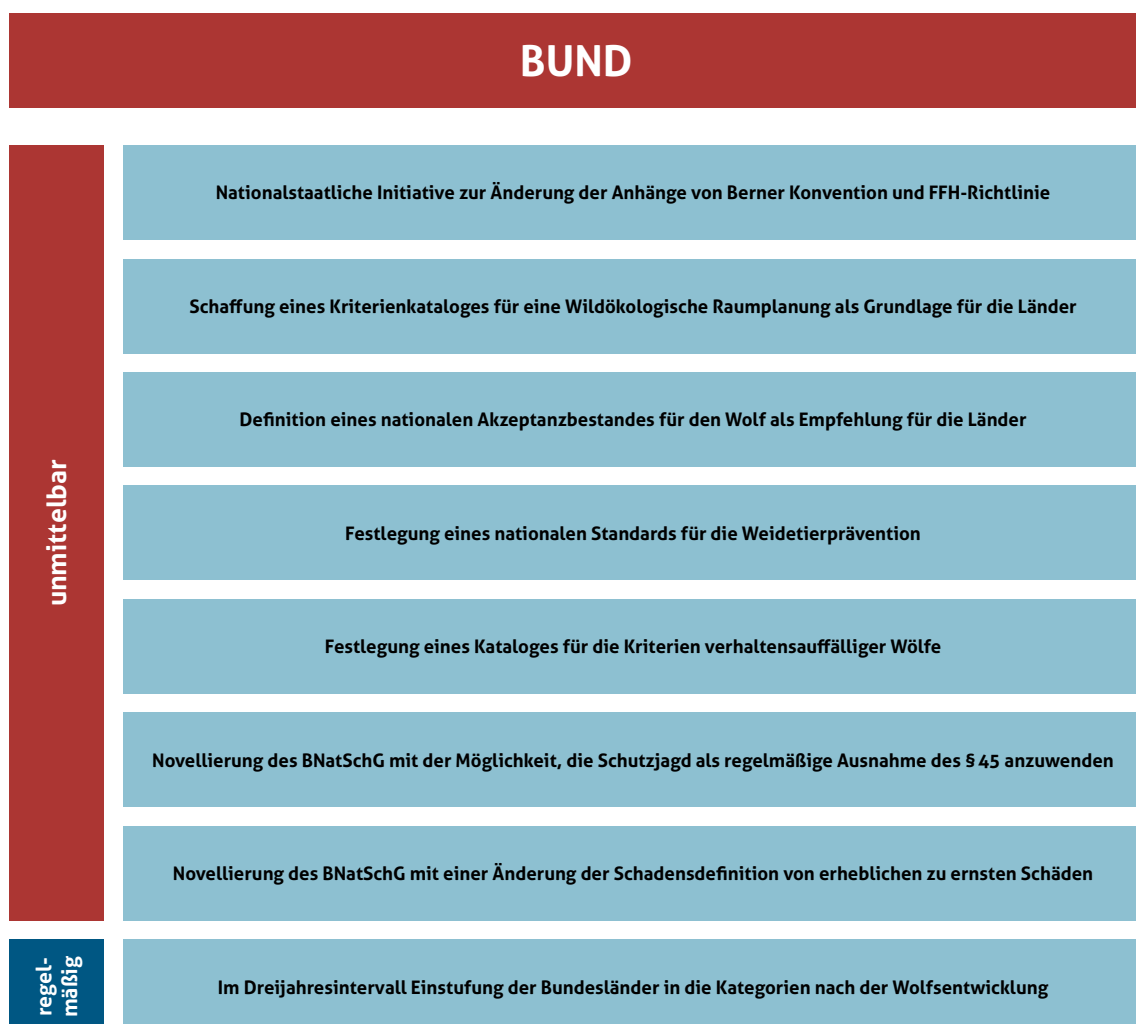 BUND
unmittelbar
Nationalstaatliche Initiative zur Änderung der Anhänge von Berner Konvention und FFH-Richtlinie
Schaffung eines Kriterienkataloges für eine Wildökologische Raumplanung als Grundlage für die Länder
Definition eines nationalen Akzeptanzbestandes für den Wolf als Empfehlung für die Länder
Festlegung eines nationalen Standards für die Weidetierprävention
Festlegung eines Kataloges für die Kriterien verhaltensauffälliger Wölfe
Novellierung des BNatSchG mit der Möglichkeit, die Schutzjagd als regelmäßige Ausnahme des § 45 anzuwenden
Novellierung des BNatSchG mit einer Änderung der Schadensdefinition von erheblichen zu ernsten Schäden
regel-
mäßig
Im Dreijahresintervall Einstufung der Bundesländer in die Kategorien nach der Wolfsentwicklung